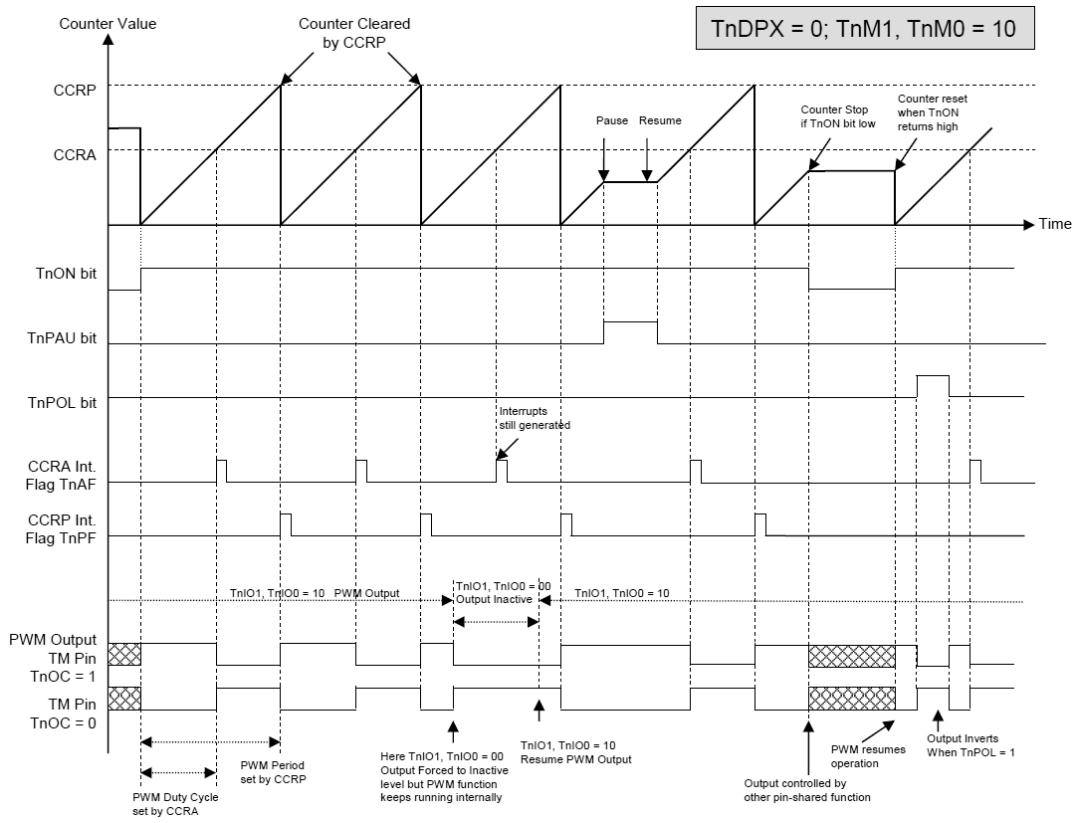 TnDPX = 0; TnM1, TnM0 = 10
Counter Value
Counter Cleared
by CCRP
CCRP
CCRA
Pause
Resume
Counter Stop
if TnON bit low
Counter reset
when TnON
returns high
Time
TnON bit
TnPAU bit
TnPOL bit
Interrupts
still generated
CCRA Int.
Flag TnAF
CCRP Int.
Flag TnPF
TnIO1, TnIO0 = 10 PWM Output
TnIO1, TnIO0 = 00
Output Inactive
TnIO1, TnIO0 = 10
PWM Output
TM Pin
TnOC = 1
TM Pin
TnOC = 0
PWM Period
set by CCRP
PWM Duty Cycle
set by CCRA
Here TnIO1, TnIO0 = 00
Output Forced to Inactive
level but PWM function
keeps running internally
TnIO1, TnIO0 = 10
Resume PWM Output
Output controlled by
other pin-shared function
PWM resumes
operation
Output Inverts
When TnPOL = 1